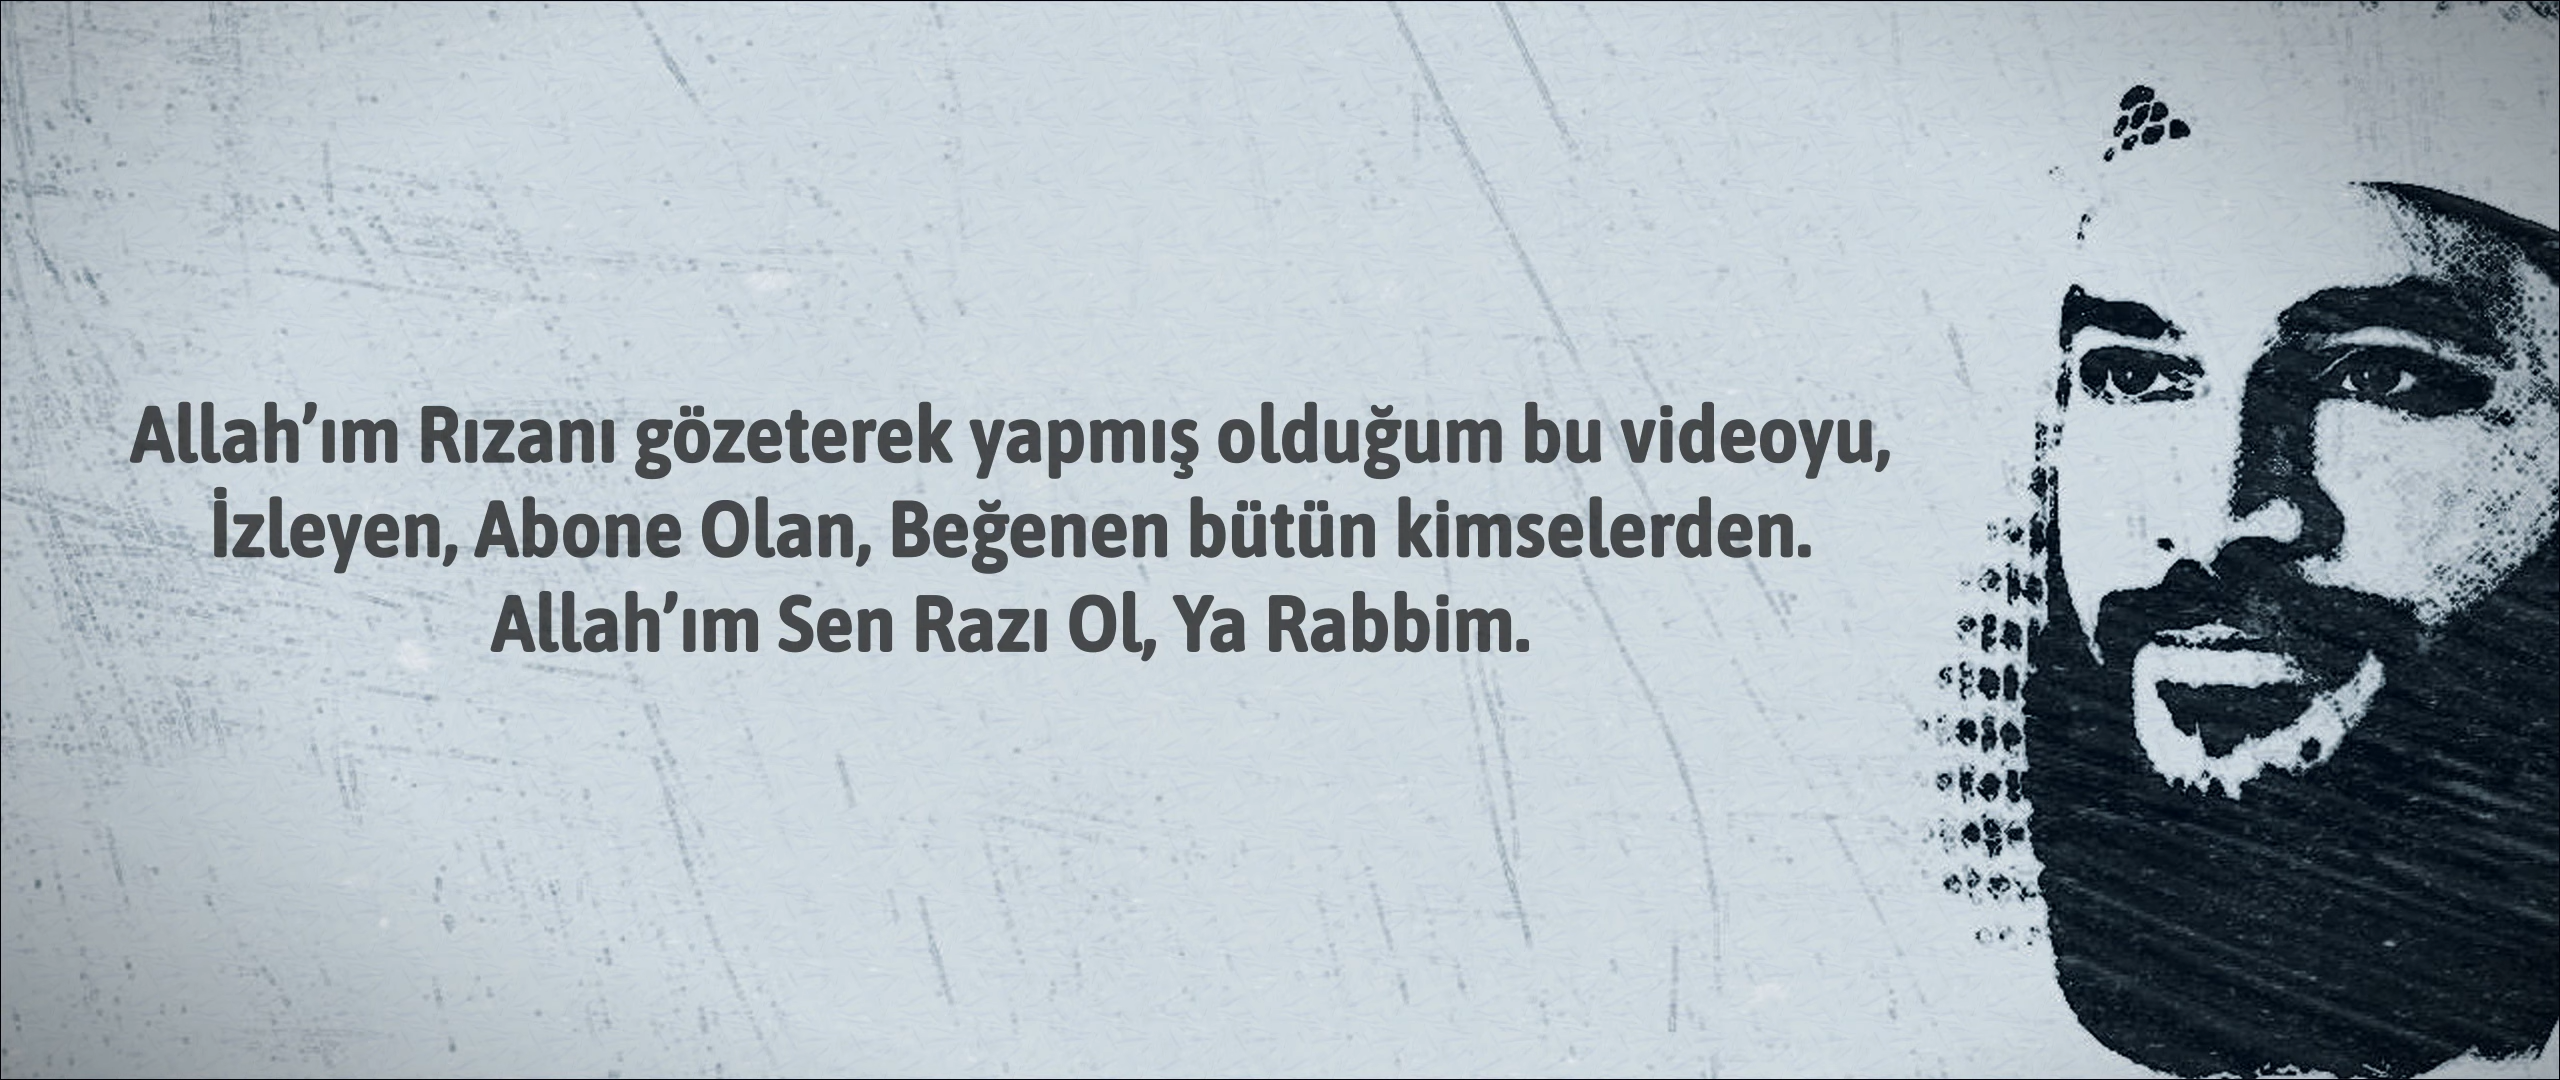 Allah’ım Rızanı gözeterek yapmış olduğum bu videoyu,
İzleyen, Abone Olan, Beğenen bütün kimselerden.
Allah’ım Sen Razı Ol, Ya Rabbim.